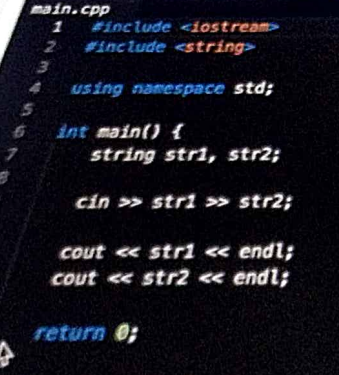 main.cpp
1 #include <iostream>
2 #include <string>
3
4 using namespace std;
5
6 int main() {
7 string str1, str2;
8
cin >> str1 >> str2;
cout << str1 << endl;
cout << str2 << endl;
return 0;